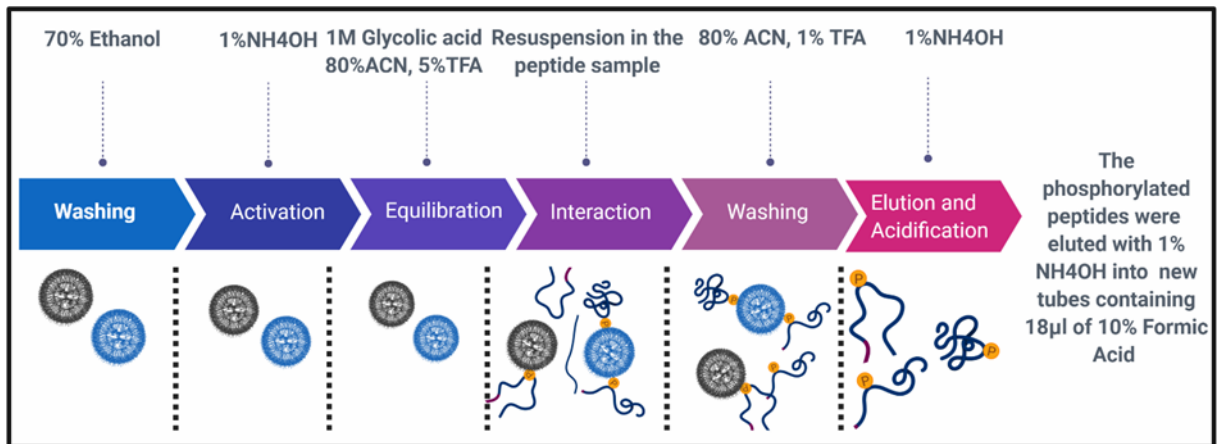 70% Ethanol
1%NH4OH
1M Glycolic acid
80%ACN, 5%TFA
Resuspension in the
peptide sample
80% ACN, 1% TFA
1%NH4OH
Washing
Activation
Equilibration
Interaction
Washing
Elution and
Acidification
The
phosphorylated
peptides were
eluted with 1%
NH4OH into new
tubes containing
18µl of 10% Formic
Acid
P
P
P
P
P
P
P
P
P
P